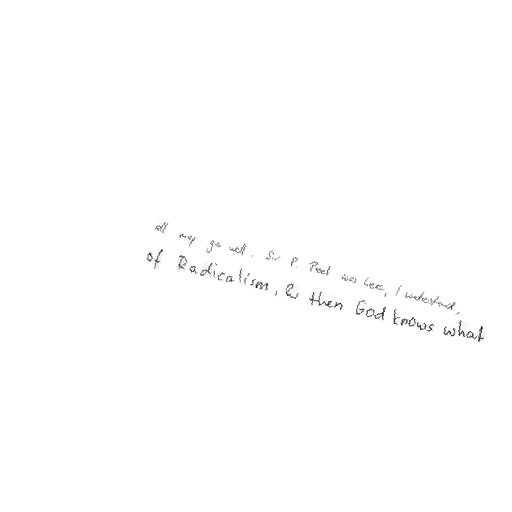 all may go well. Sir P. Peel was here, I understand,
of Radicalism, & then God knows what